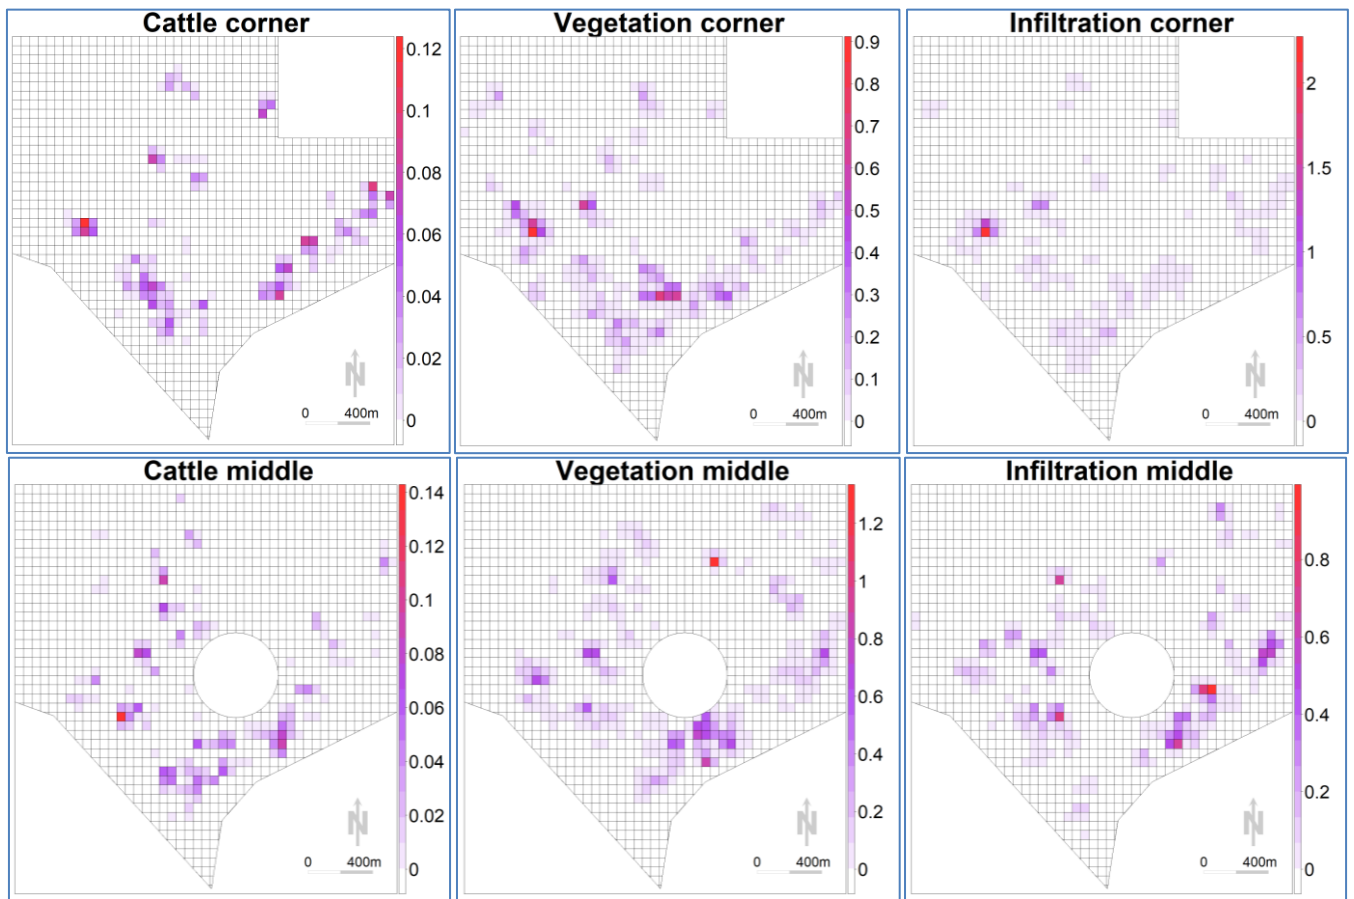 Cattle corner
0.12
0.1
0.08
0.06
0.04
0.02
0
N
0 400m
Vegetation corner
0.9
0.8
0.7
0.6
0.5
0.4
0.3
0.2
0.1
0
N
0 400m
Infiltration corner
2
1.5
1
0.5
0
N
0 400m
Cattle middle
0.14
0.12
0.1
0.08
0.06
0.04
0.02
0
N
0 400m
Vegetation middle
1.2
1
0.8
0.6
0.4
0.2
0
N
0 400m
Infiltration middle
0.8
0.6
0.4
0.2
0
N
0 400m